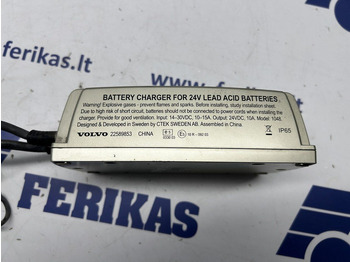 www.ferikas.lt
BATTERY CHARGER FOR 24V LEAD ACID BATTERIES
Warning! Explosive gases - prevent flames and sparks. Before installing, study installation sheet.
Due to high risk of short circuit, batteries should not be connected to power cords when installing the
charger. Provide for good ventilation. Input: 14-30VDC, 10-15A. Output: 24VDC, 10A. Model: 1045.
Designed and Developed in Sweden by CTEK SWEDEN AB. Assembled in China.
VOLVO 22589853 CHINA
IP65
FERIKAS